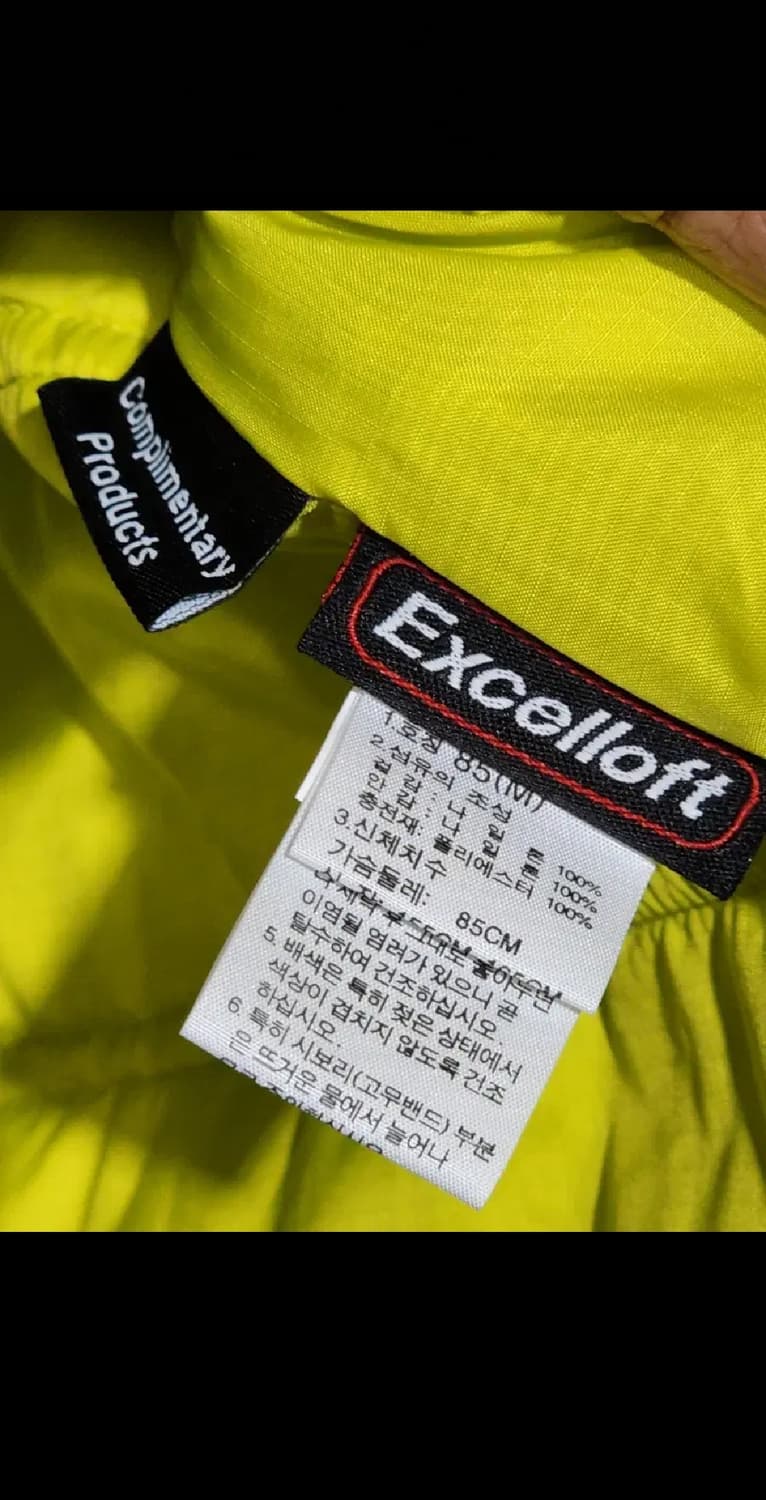 Complimentary
Products
Excelloft
85(M)
2.섬유의 조성
겉 감 : 나 일 론 100%
안 감 : 나 일 론 100%
충전재: 폴리에스터 100%
3.신체치수
가슴둘레: 85CM
이염될 염려가 있으니 곧
탈수하여 건조하십시오.
5. 배색은 특히 젖은 상태에서
색상이 겹치지 않도록 건조
하십시오.
6. 특히 시보리(고무밴드) 부분
은 뜨거운 물에서 늘어나